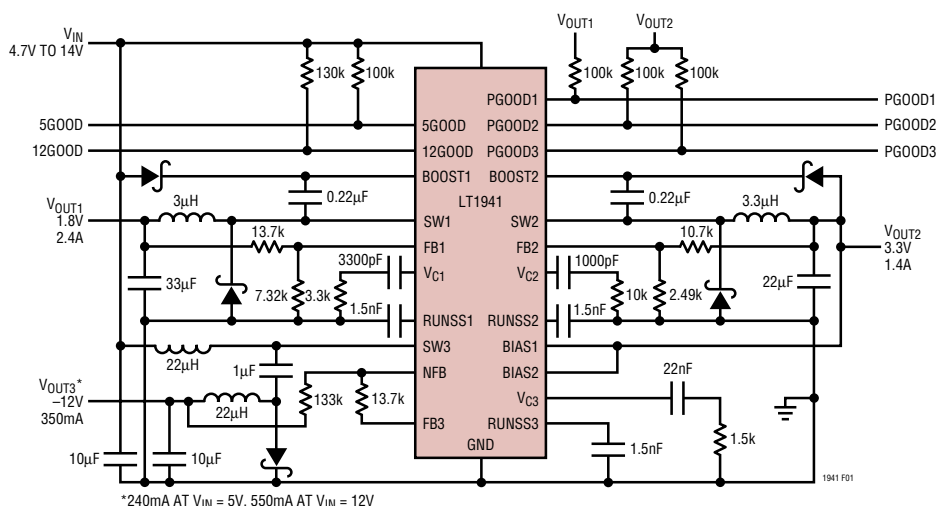 VIN
4.7V TO 14V
VOUT1
VOUT2
130k
100k
100k
100k
100k
PGOOD1
PGOOD1
5GOOD
5GOOD
PGOOD2
PGOOD2
12GOOD
12GOOD
PGOOD3
PGOOD3
BOOST1
BOOST2
LT1941
0.22µF
0.22µF
VOUT1
1.8V
2.4A
3µH
SW1
SW2
3.3µH
VOUT2
3.3V
1.4A
13.7k
FB1
FB2
10.7k
3300pF
VC1
VC2
1000pF
33µF
7.32k
3.3k
10k
2.49k
22µF
1.5nF
RUNSS1
RUNSS2
1.5nF
22µH
SW3
BIAS1
1µF
NFB
BIAS2
22nF
VOUT3*
–12V
350mA
22µH
133k
13.7k
VC3
FB3
RUNSS3
1.5k
GND
1.5nF
10µF
10µF
1941 F01
*240mA AT VIN = 5V, 550mA AT VIN = 12V